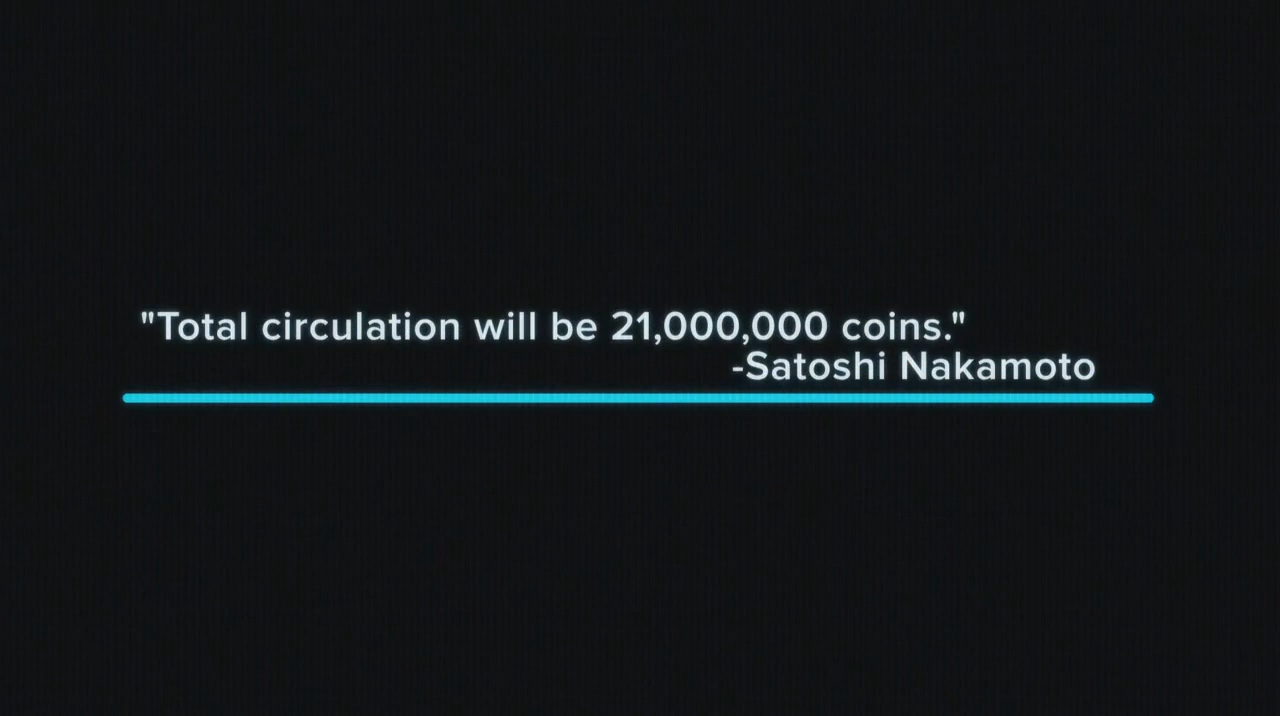 "Total circulation will be 21,000,000 coins."
-Satoshi Nakamoto